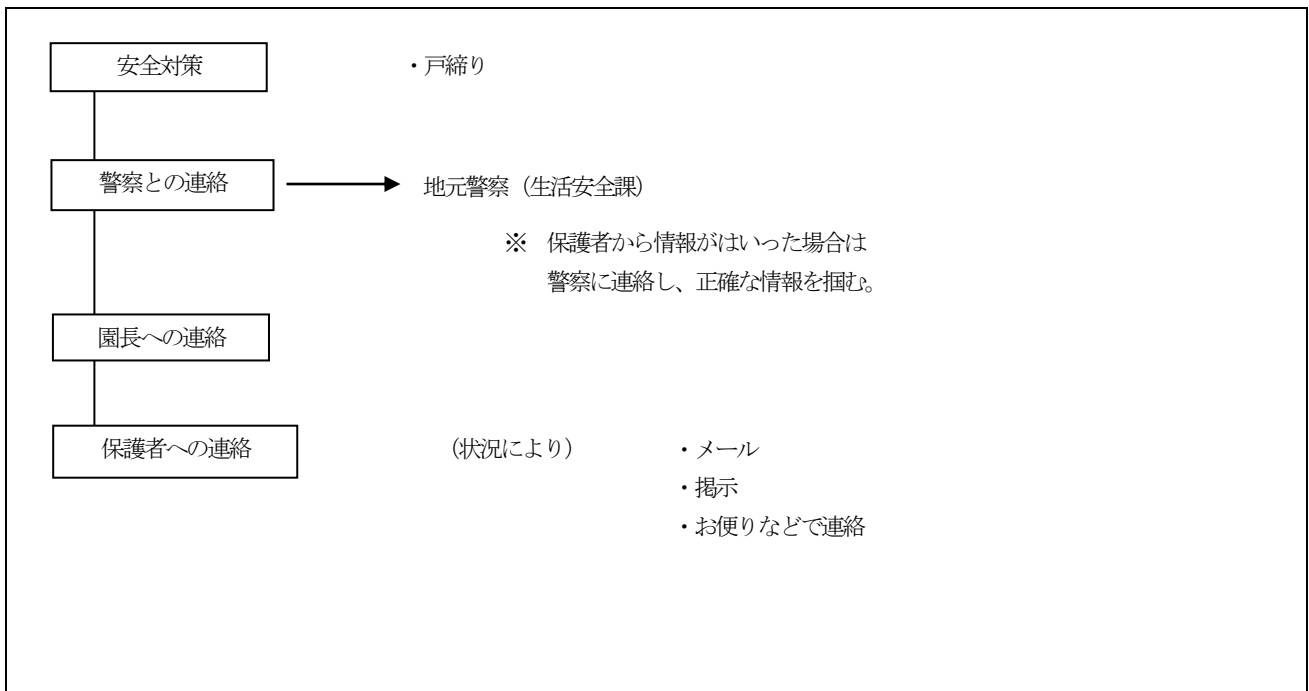 安全対策 ・戸締り
警察との連絡 地元警察（生活安全課）
※ 保護者から情報がはいった場合は
警察に連絡し、正確な情報を掴む。
園長への連絡
保護者への連絡 （状況により） ・メール
・掲示
・お便りなどで連絡